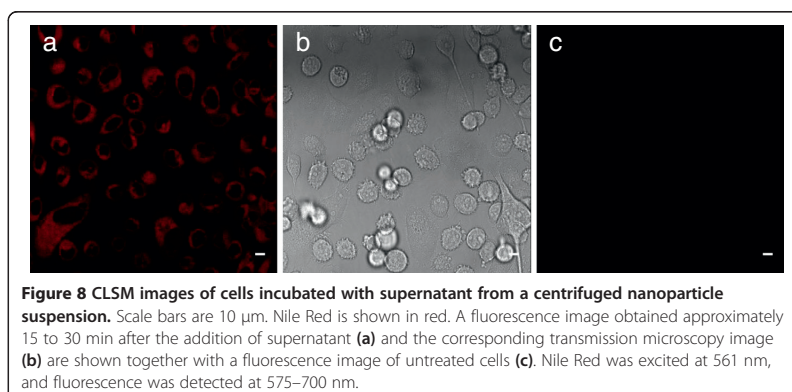 a
b
c
Figure 8 CLSM images of cells incubated with supernatant from a centrifuged nanoparticle
suspension. Scale bars are 10 μm. Nile Red is shown in red. A fluorescence image obtained approximately
15 to 30 min after the addition of supernatant (a) and the corresponding transmission microscopy image
(b) are shown together with a fluorescence image of untreated cells (c). Nile Red was excited at 561 nm,
and fluorescence was detected at 575–700 nm.